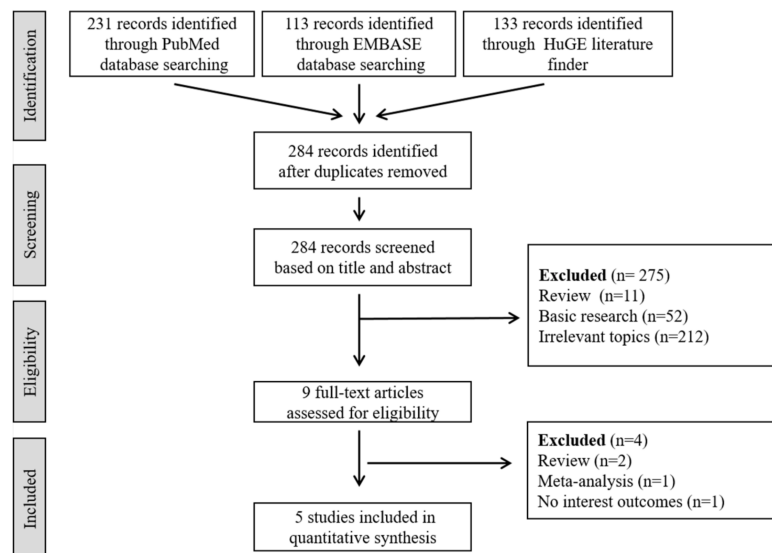 Identification
231 records identified
through PubMed
database searching
113 records identified
through EMBASE
database searching
133 records identified
through HuGE literature
finder
284 records identified
after duplicates removed
Screening
284 records screened
based on title and abstract
Excluded (n= 275)
Review (n=11)
Basic research (n=52)
Irrelevant topics (n=212)
Eligibility
9 full-text articles
assessed for eligibility
Excluded (n=4)
Review (n=2)
Meta-analysis (n=1)
No interest outcomes (n=1)
Included
5 studies included in
quantitative synthesis